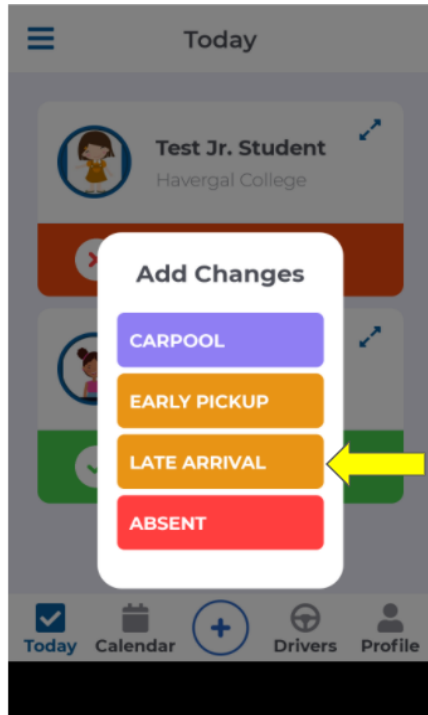 Today
Test Jr. Student
Havergal College
Add Changes
CARPOOL
EARLY PICKUP
LATE ARRIVAL
ABSENT
Today Calendar Drivers Profile